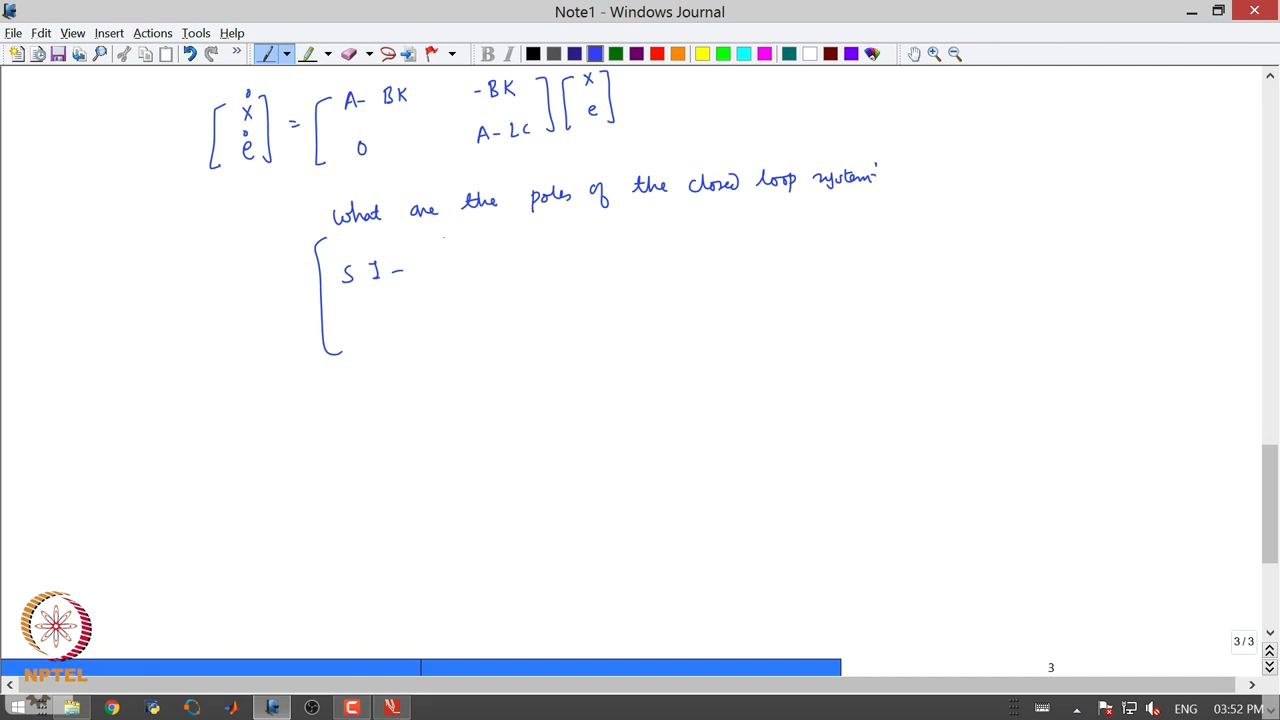 Note1 - Windows Journal
File Edit View Insert Actions Tools Help
[ẋ ė] = [A- BK -BK 0 A-LC] [x e]
What are the poles of the closed loop system:
S I -
3 / 3
NPTEL
3
ENG 03:52 PM